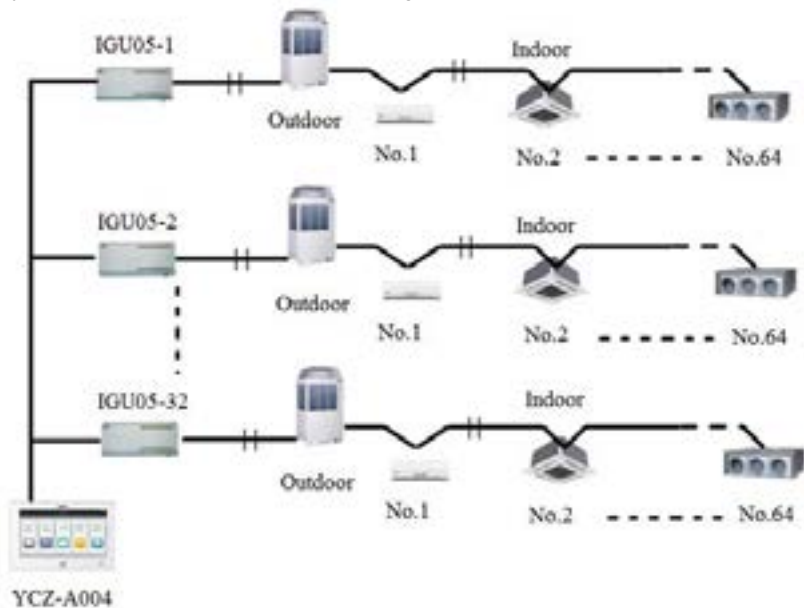 IGU05-1
Indoor
Outdoor
No.1
No.2
No.64
IGU05-2
Indoor
Outdoor
No.1
No.2
No.64
IGU05-32
Indoor
Outdoor
No.1
No.2
No.64
YCZ-A004